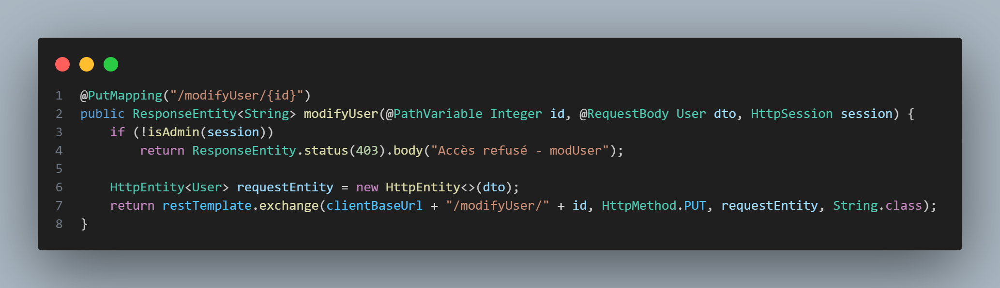 1 @PutMapping("/modifyUser/{id}")
2 public ResponseEntity<String> modifyUser(@PathVariable Integer id, @RequestBody User dto, HttpSession session) {
3     if (!isAdmin(session))
4         return ResponseEntity.status(403).body("Accès refusé - modUser");
5
6     HttpEntity<User> requestEntity = new HttpEntity<>(dto);
7     return restTemplate.exchange(clientBaseUrl + "/modifyUser/" + id, HttpMethod.PUT, requestEntity, String.class);
8 }